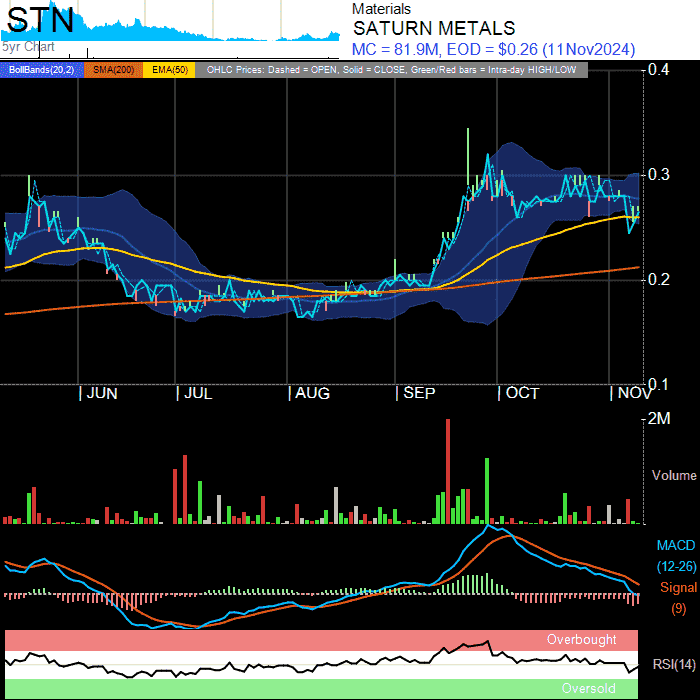 STN
5yr Chart
Materials
SATURN METALS
MC = 81.9M, EOD = $0.26 (11Nov2024)
BollBands(20,2) SMA(200) EMA(50) OHLC Prices: Dashed = OPEN, Solid = CLOSE, Green/Red bars = Intra-day HIGH/LOW
0.4
0.3
0.2
0.1
| JUN | JUL | AUG | SEP | OCT | NOV
2M
Volume
MACD
(12-26)
Signal
(9)
Overbought
RSI(14)
Oversold